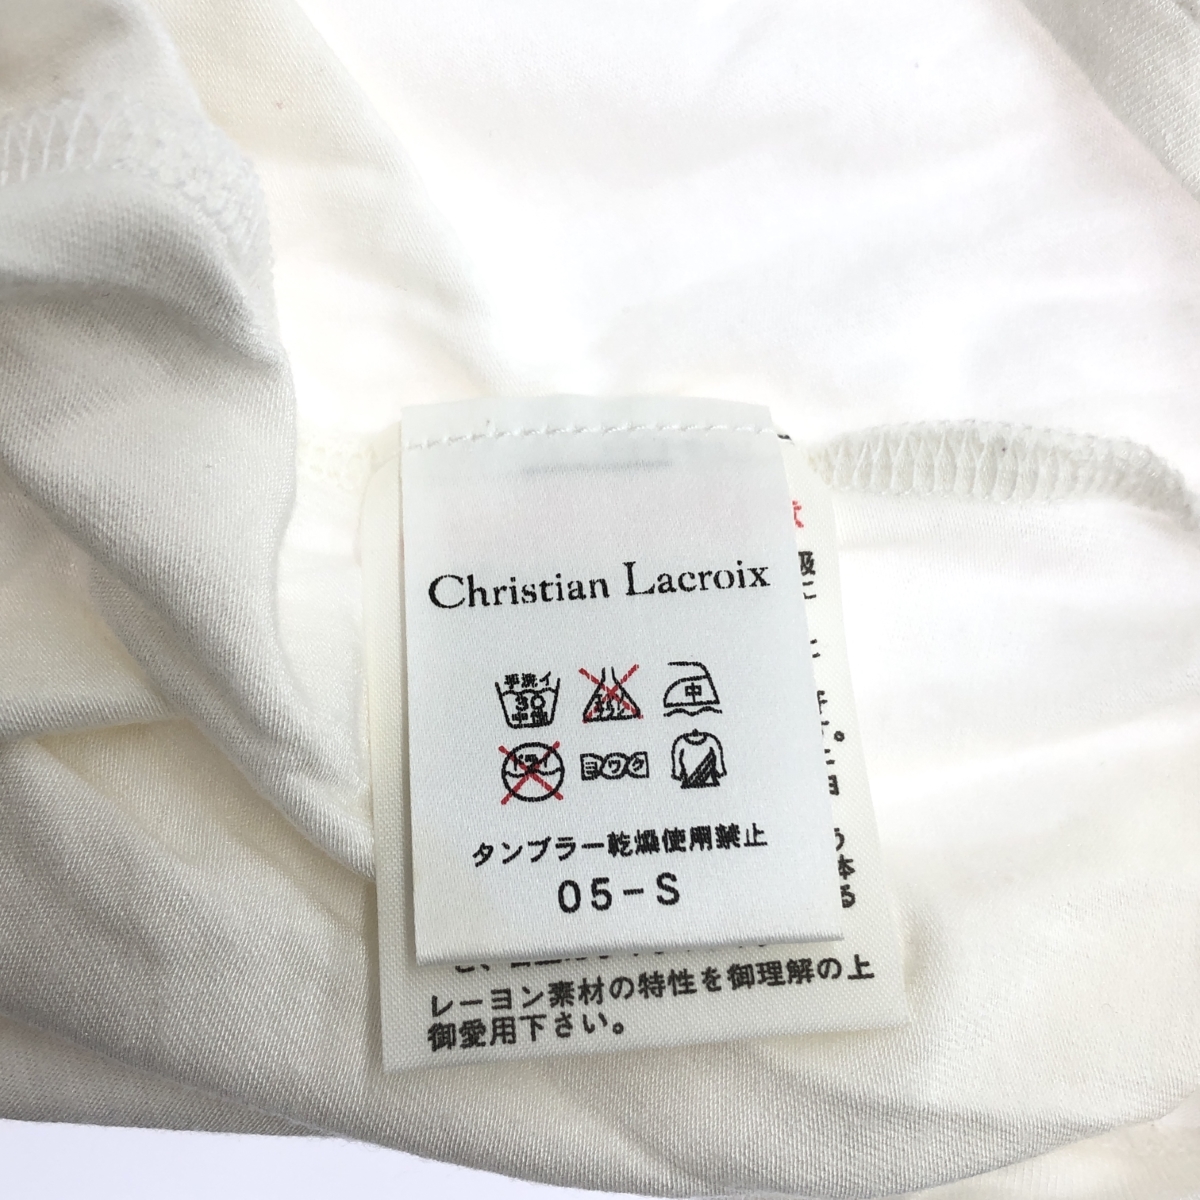 Christian Lacroix
手洗イ
30
中性
中
ドライ
ヨワク
タンブラー乾燥使用禁止
05-S
レーヨン素材の特性を御理解の上
御愛用下さい。